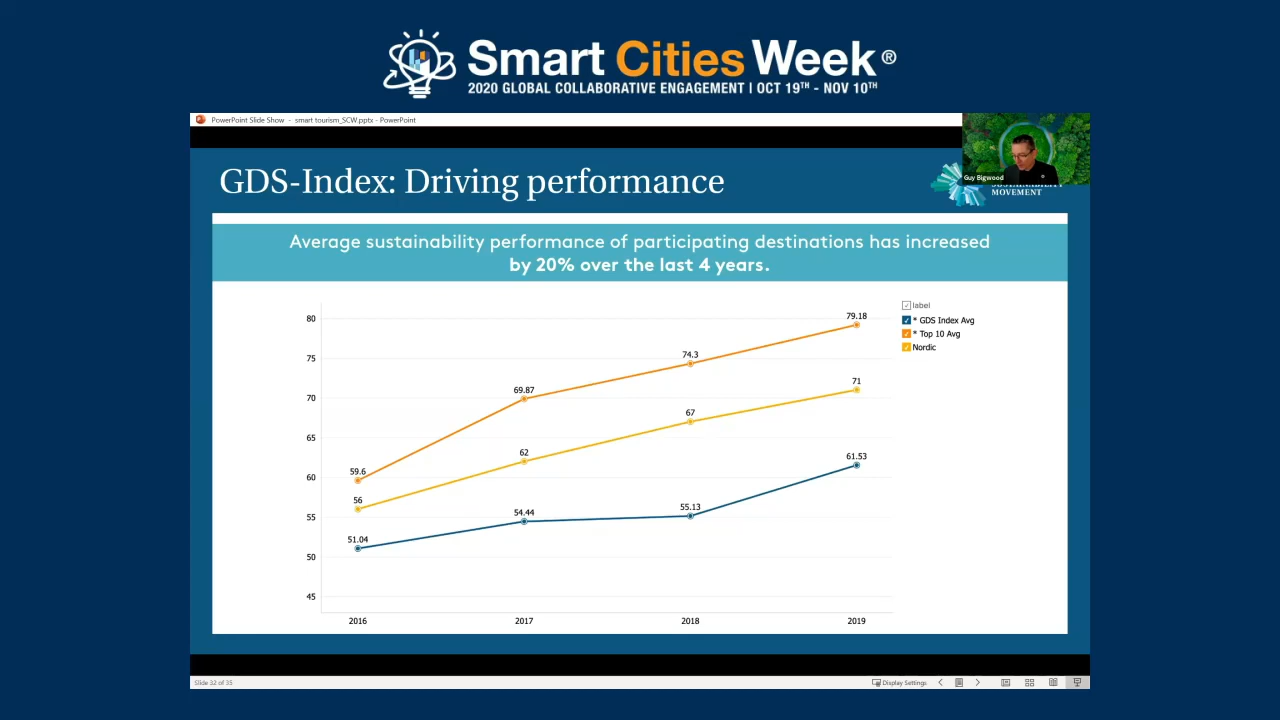 Smart Cities Week®
2020 GLOBAL COLLABORATIVE ENGAGEMENT | OCT 19TH - NOV 10TH
PowerPoint Slide Show - smart tourism_SCW.pptx - PowerPoint
GDS-Index: Driving performance
Guy Bigwood
SUSTAINABILITY
MOVEMENT
Average sustainability performance of participating destinations has increased
by 20% over the last 4 years.
label
* GDS Index Avg
* Top 10 Avg
Nordic
80
75
70
65
60
55
50
45
59.6
69.87
74.3
79.18
56
62
67
71
51.04
54.44
55.13
61.53
2016
2017
2018
2019
Slide 32 of 35
Display Settings